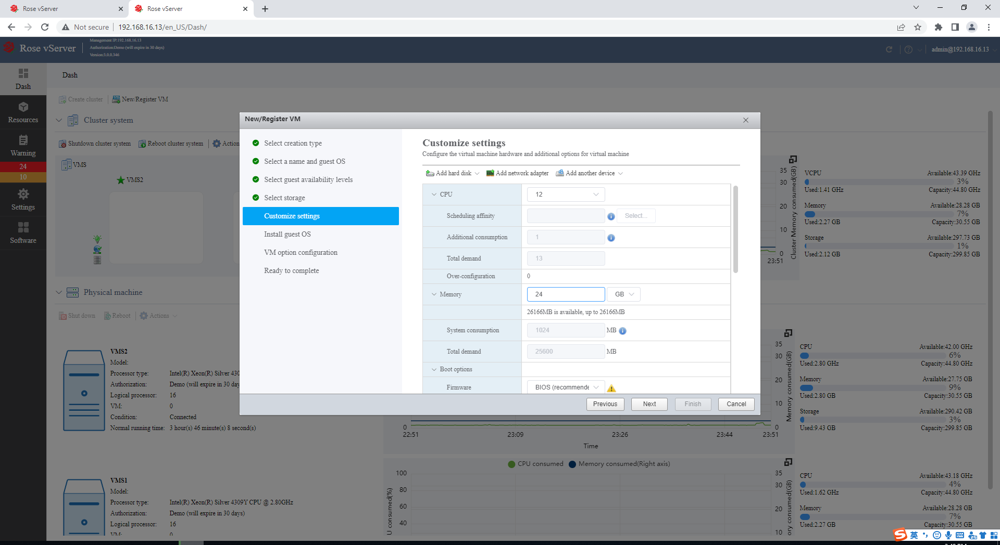 Rose vServer
Rose vServer
Not secure
192.168.16.13/en_US/Dash/
Rose vServer
Management IP:192.168.16.13
Authorization:Demo (will expire in 30 days)
Version:3.0.0.346
admin@192.168.16.13
Dash
Resources
Warning
24
10
Settings
Software
Dash
Create cluster
New/Register VM
Cluster system
Shutdown cluster system
Reboot cluster system
Action
VMS
VMS2
Physical machine
Shut down
Reboot
Actions
VMS2
Model:
Processor type: Intel(R) Xeon(R) Silver 430
Authorization: Demo (will expire in 30 day
Logical processor: 16
VM: 0
Condition: Connected
Normal running time: 3 hour(s) 46 minute(s) 8 second(s)
VMS1
Model:
Processor type: Intel(R) Xeon(R) Silver 4309Y CPU @ 2.80GHz
Authorization: Demo (will expire in 30 days)
Logical processor: 16
VM: 0
New/Register VM
Select creation type
Select a name and guest OS
Select guest availability levels
Select storage
Customize settings
Install guest OS
VM option configuration
Ready to complete
Customize settings
Configure the virtual machine hardware and additional options for virtual machine
Add hard disk
Add network adapter
Add another device
CPU 12
Scheduling affinity Select...
Additional consumption 1
Total demand 13
Over-configuration 0
Memory 24 GB
26166MB is available, up to 26166MB
System consumption 1024 MB
Total demand 25600 MB
Boot options
Firmware BIOS (recommende
Previous
Next
Finish
Cancel
35
30
20
10
0
23:51
Cluster Memory consumed(GB)
VCPU Available:43.39 GHz
3%
Used:1.41 GHz Capacity:44.80 GHz
Memory Available:28.28 GB
7%
Used:2.27 GB Capacity:30.55 GB
Storage Available:297.73 GB
1%
Used:2.12 GB Capacity:299.85 GB
35
30
20
10
0
Memory consumed(GB)
0
22:51 23:09 23:26 23:44 23:51
Time
CPU Available:42.00 GHz
6%
Used:2.80 GHz Capacity:44.80 GHz
Memory Available:27.75 GB
9%
Used:2.80 GB Capacity:30.55 GB
Storage Available:290.42 GB
3%
Used:9.43 GB Capacity:299.85 GB
CPU consumed
Memory consumed(Right axis)
100
80
60
40
U consumed(%)
35
30
20
10
ory consumed(GB)
CPU Available:43.18 GHz
4%
Used:1.62 GHz Capacity:44.80 GHz
Memory Available:28.28 GB
7%
Used:2.27 GB Capacity:30.55 GB
英